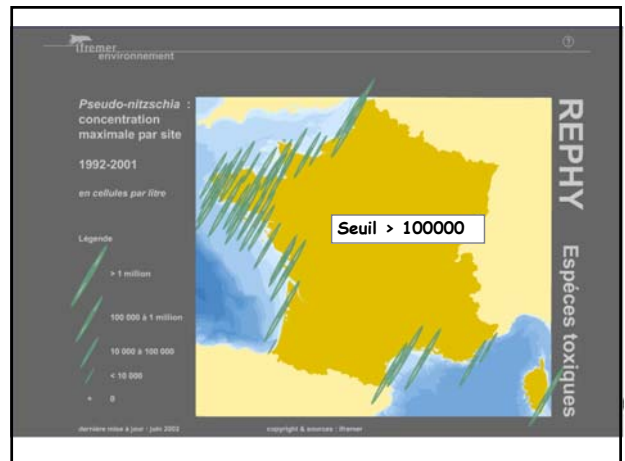 ifremer
environnement
?
Pseudo-nitzschia :
concentration
maximale par site
1992-2001
en cellules par litre
Légende
> 1 million
100 000 à 1 million
10 000 à 100 000
< 10 000
0
Seuil > 100000
REPHY Espéces toxiques
dernière mise à jour : juin 2002
copyright & sources : Ifremer